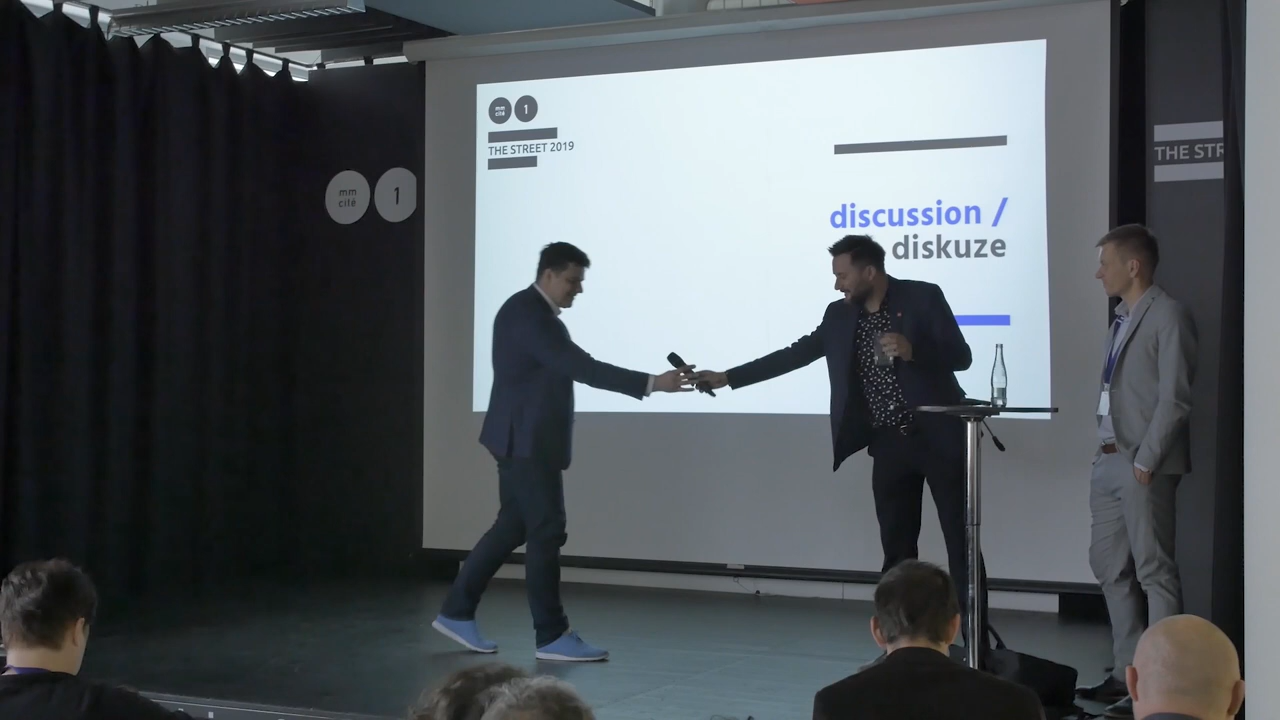 mm
cité
1
THE STREET 2019
discussion /
diskuze
mm
cité
1
THE STR